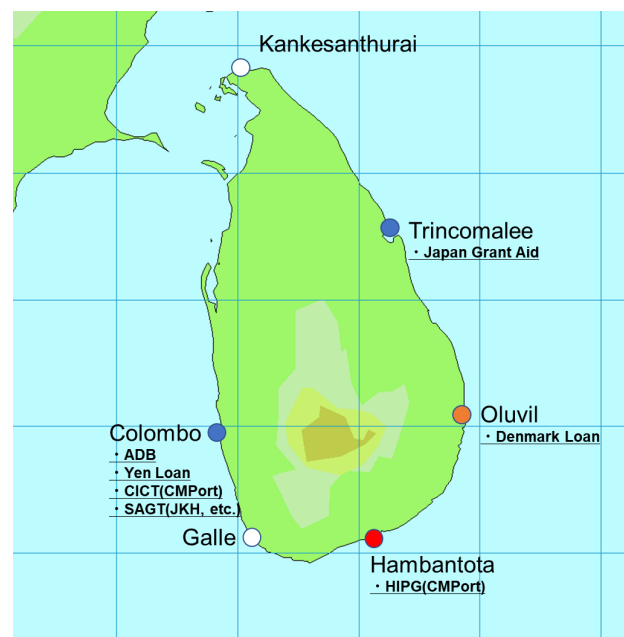 Kankesanthurai
Trincomalee
・Japan Grant Aid
Oluvil
・Denmark Loan
Colombo
・ADB
・Yen Loan
・CICT(CMPort)
・SAGT(JKH, etc.)
Galle
Hambantota
・HIPG(CMPort)